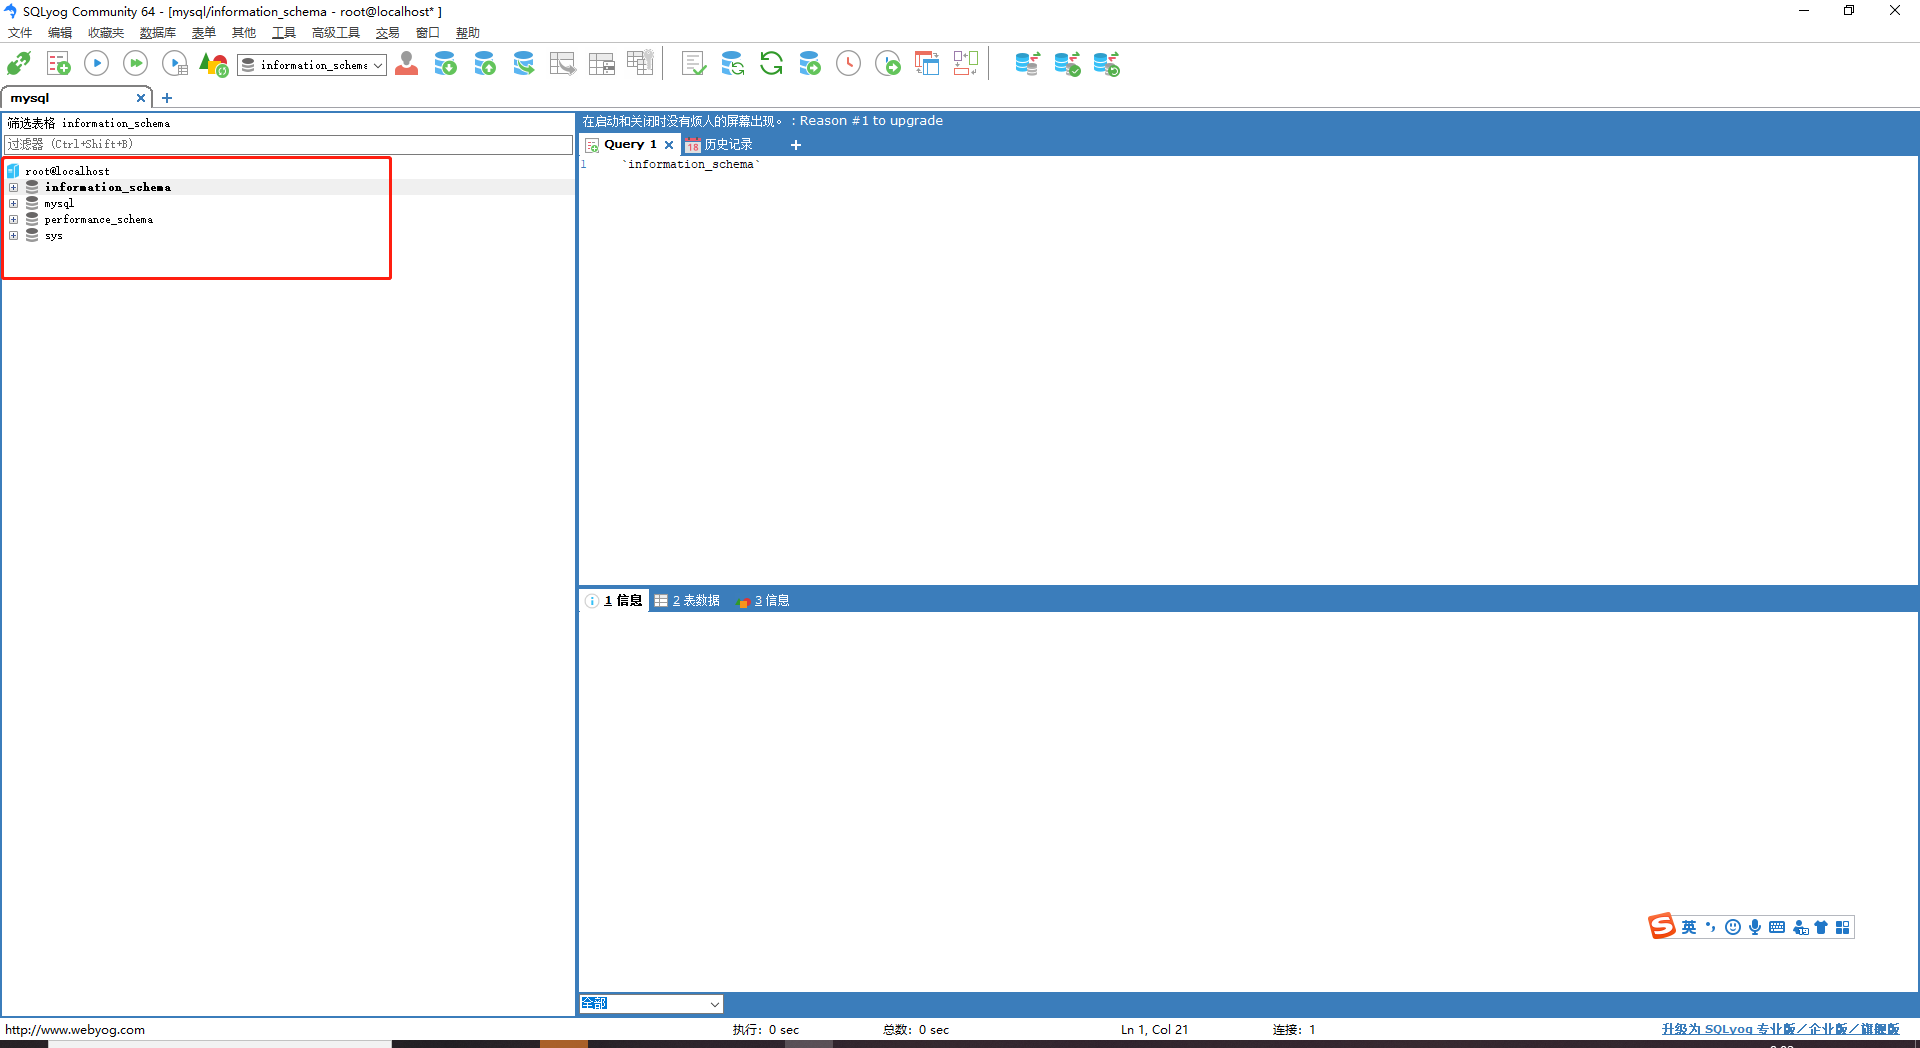 SQLyog Community 64 - [mysql/information_schema - root@localhost* ]
文件 编辑 收藏夹 数据库 表单 其他 工具 高级工具 交易 窗口 帮助
information_schema
mysql
筛选表格 information_schema
过滤器 (Ctrl+Shift+B)
root@localhost
information_schema
mysql
performance_schema
sys
在启动和关闭时没有烦人的屏幕出现。 : Reason #1 to upgrade
Query 1 18 历史记录
1 `information_schema`
1 信息 2 表数据 3 信息
英
全部
http://www.webyog.com 执行: 0 sec 总数: 0 sec Ln 1, Col 21 连接: 1 升级为 SQLyog 专业版/企业版/旗舰版